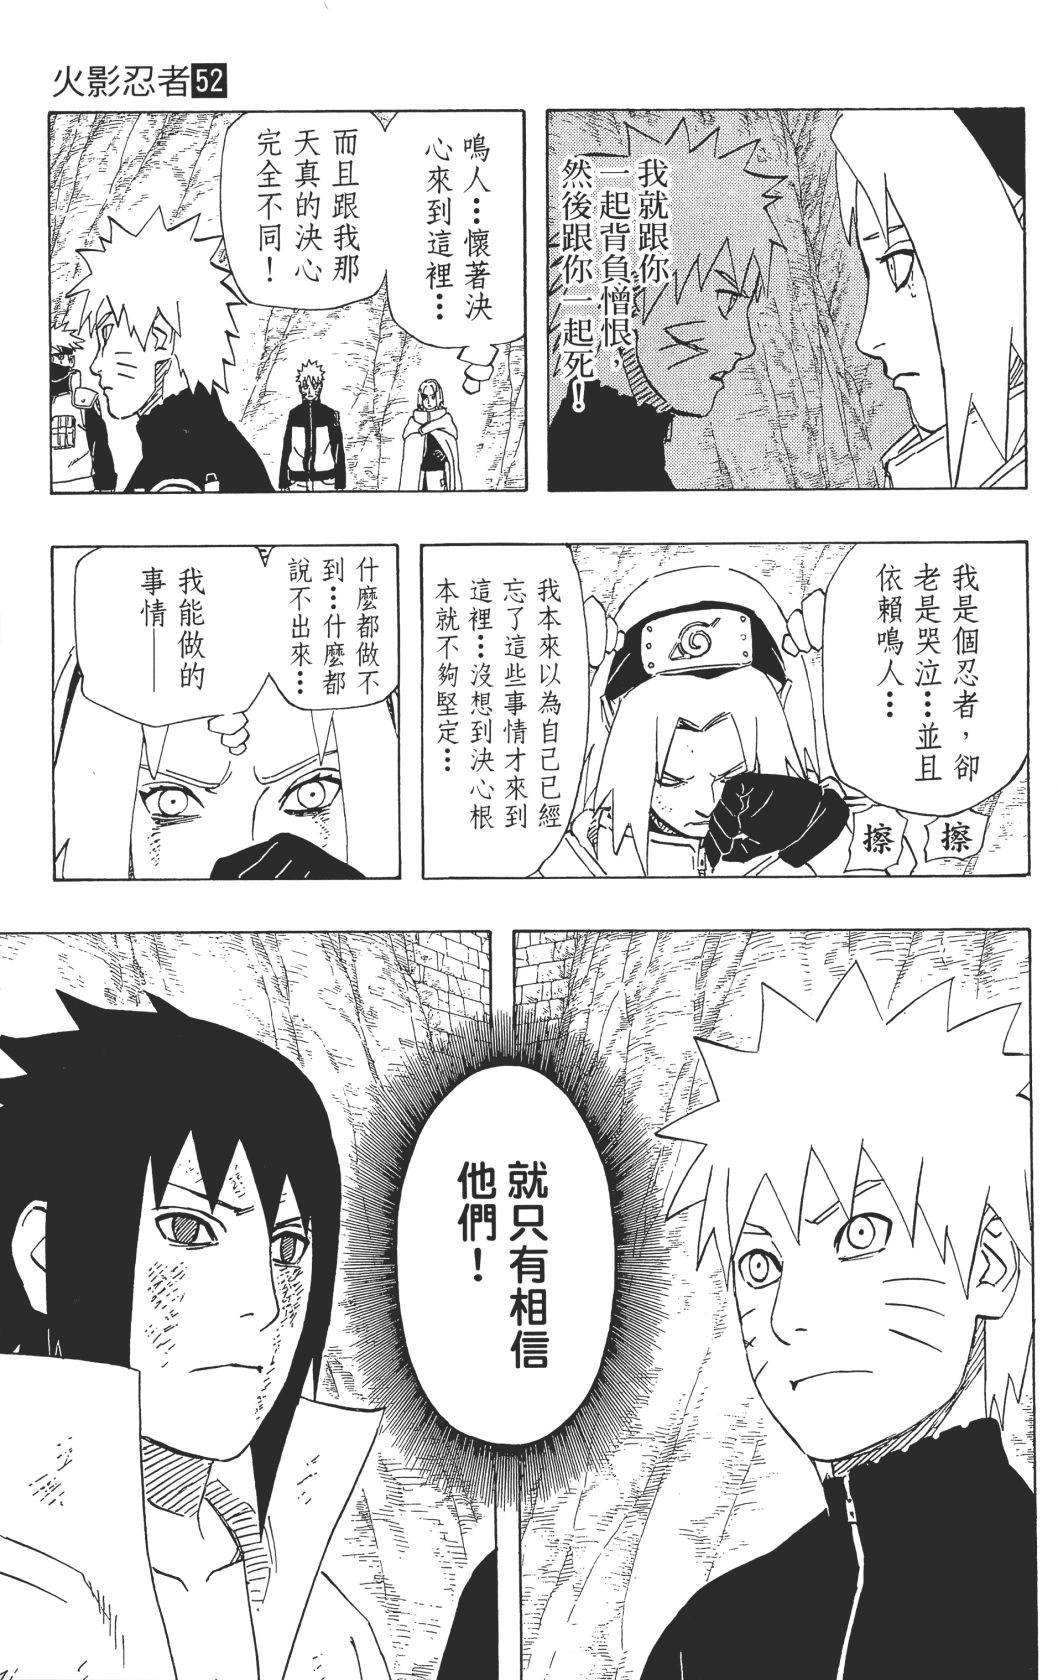 火影忍者52
我就跟你
一起背負憎恨，
然後跟你一起死！
鳴人…懷著決
心來到這裡…
而且跟我那
天真的決心
完全不同！
我是個忍者，卻
老是哭泣…並且
依賴鳴人…
擦
擦
我本來以為自己已經
忘了這些事情才來到
這裡…沒想到決心根
本就不夠堅定…
什麼都做不
到…什麼都
說不出來…
我能做的
事情——
就只有相信
他們！